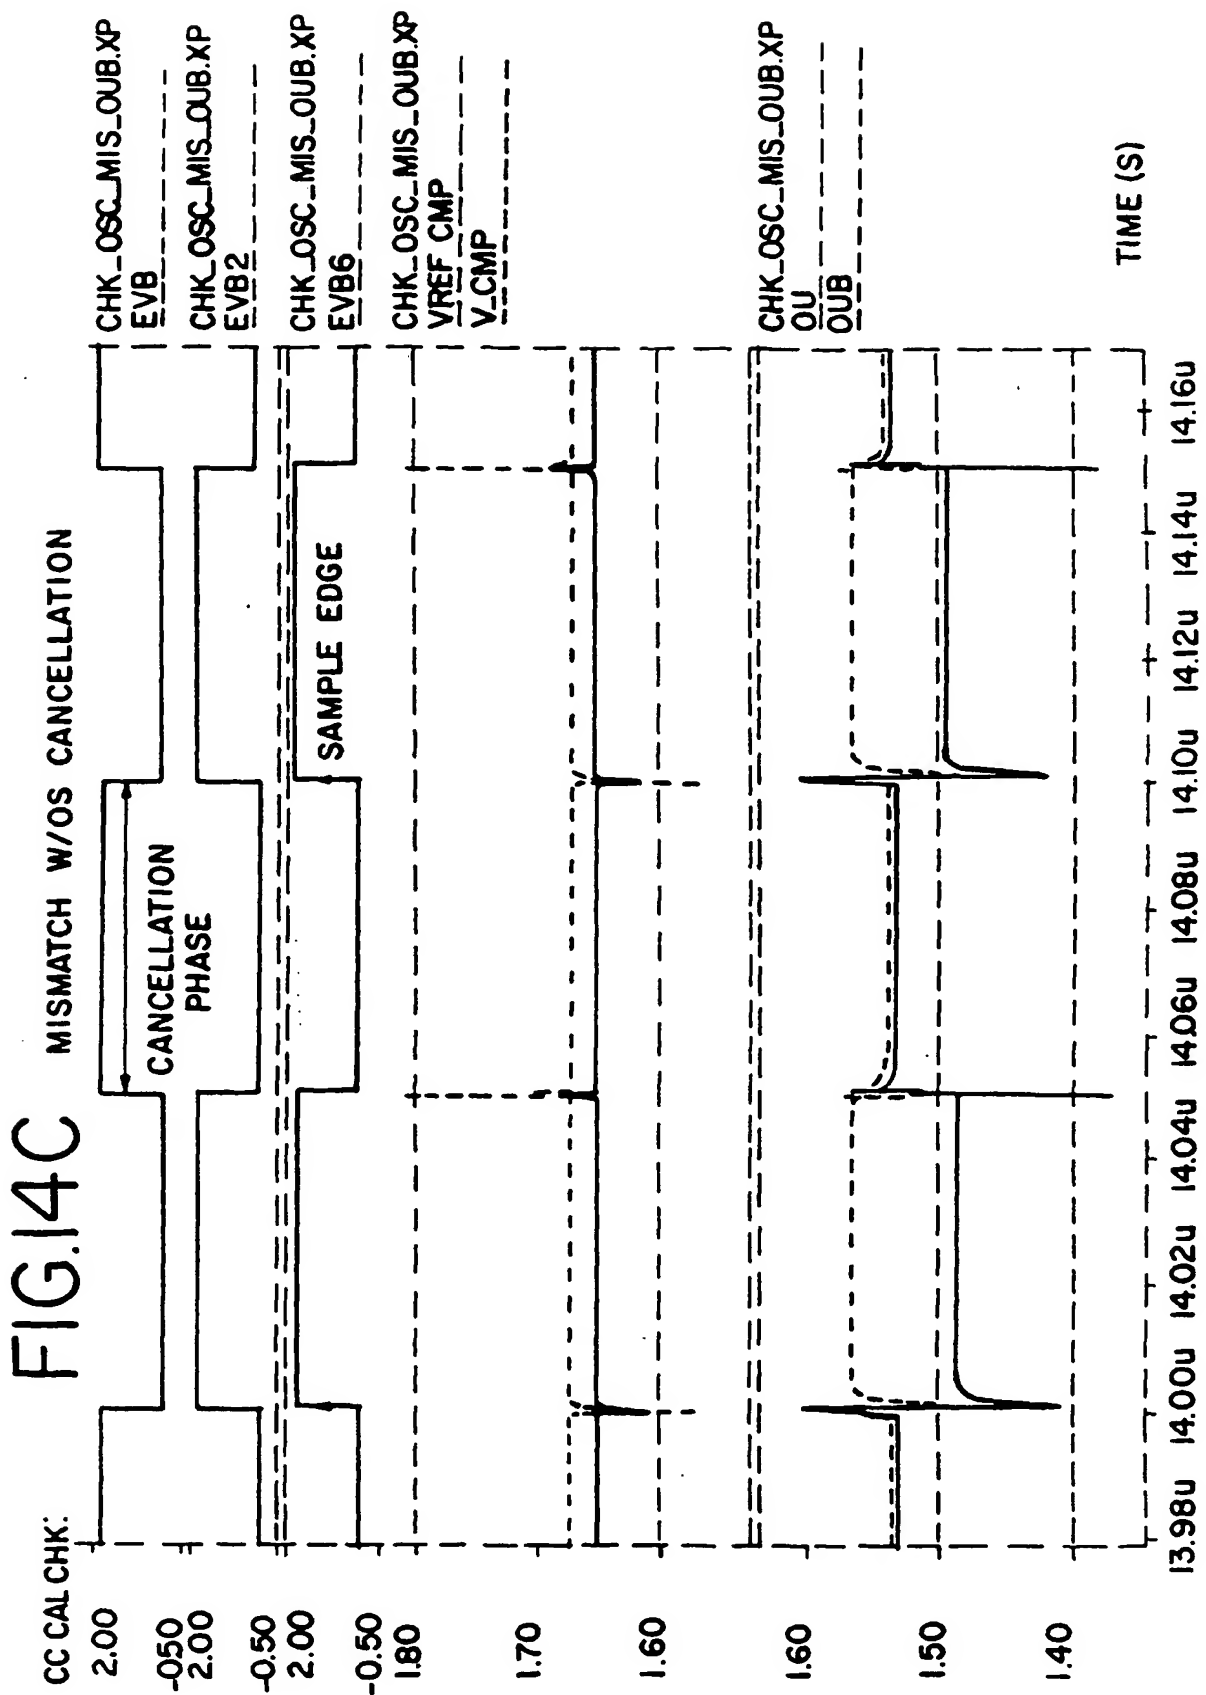 FIG.14C
MISMATCH W/OS CANCELLATION
CC CAL CHK:
2.00
-0.50
2.00
-0.50
2.00
-0.50
1.80
1.70
1.60
1.60
1.50
1.40
CANCELLATION
PHASE
SAMPLE EDGE
CHK_OSC_MIS_OUB.XP
EVB
CHK_OSC_MIS_OUB.XP
EVB2
CHK_OSC_MIS_OUB.XP
EVB6
CHK_OSC_MIS_OUB.XP
VREF CMP
V_CMP
CHK_OSC_MIS_OUB.XP
OU
OUB
13.98u 14.00u 14.02u 14.04u 14.06u 14.08u 14.10u 14.12u 14.14u 14.16u
TIME (S)